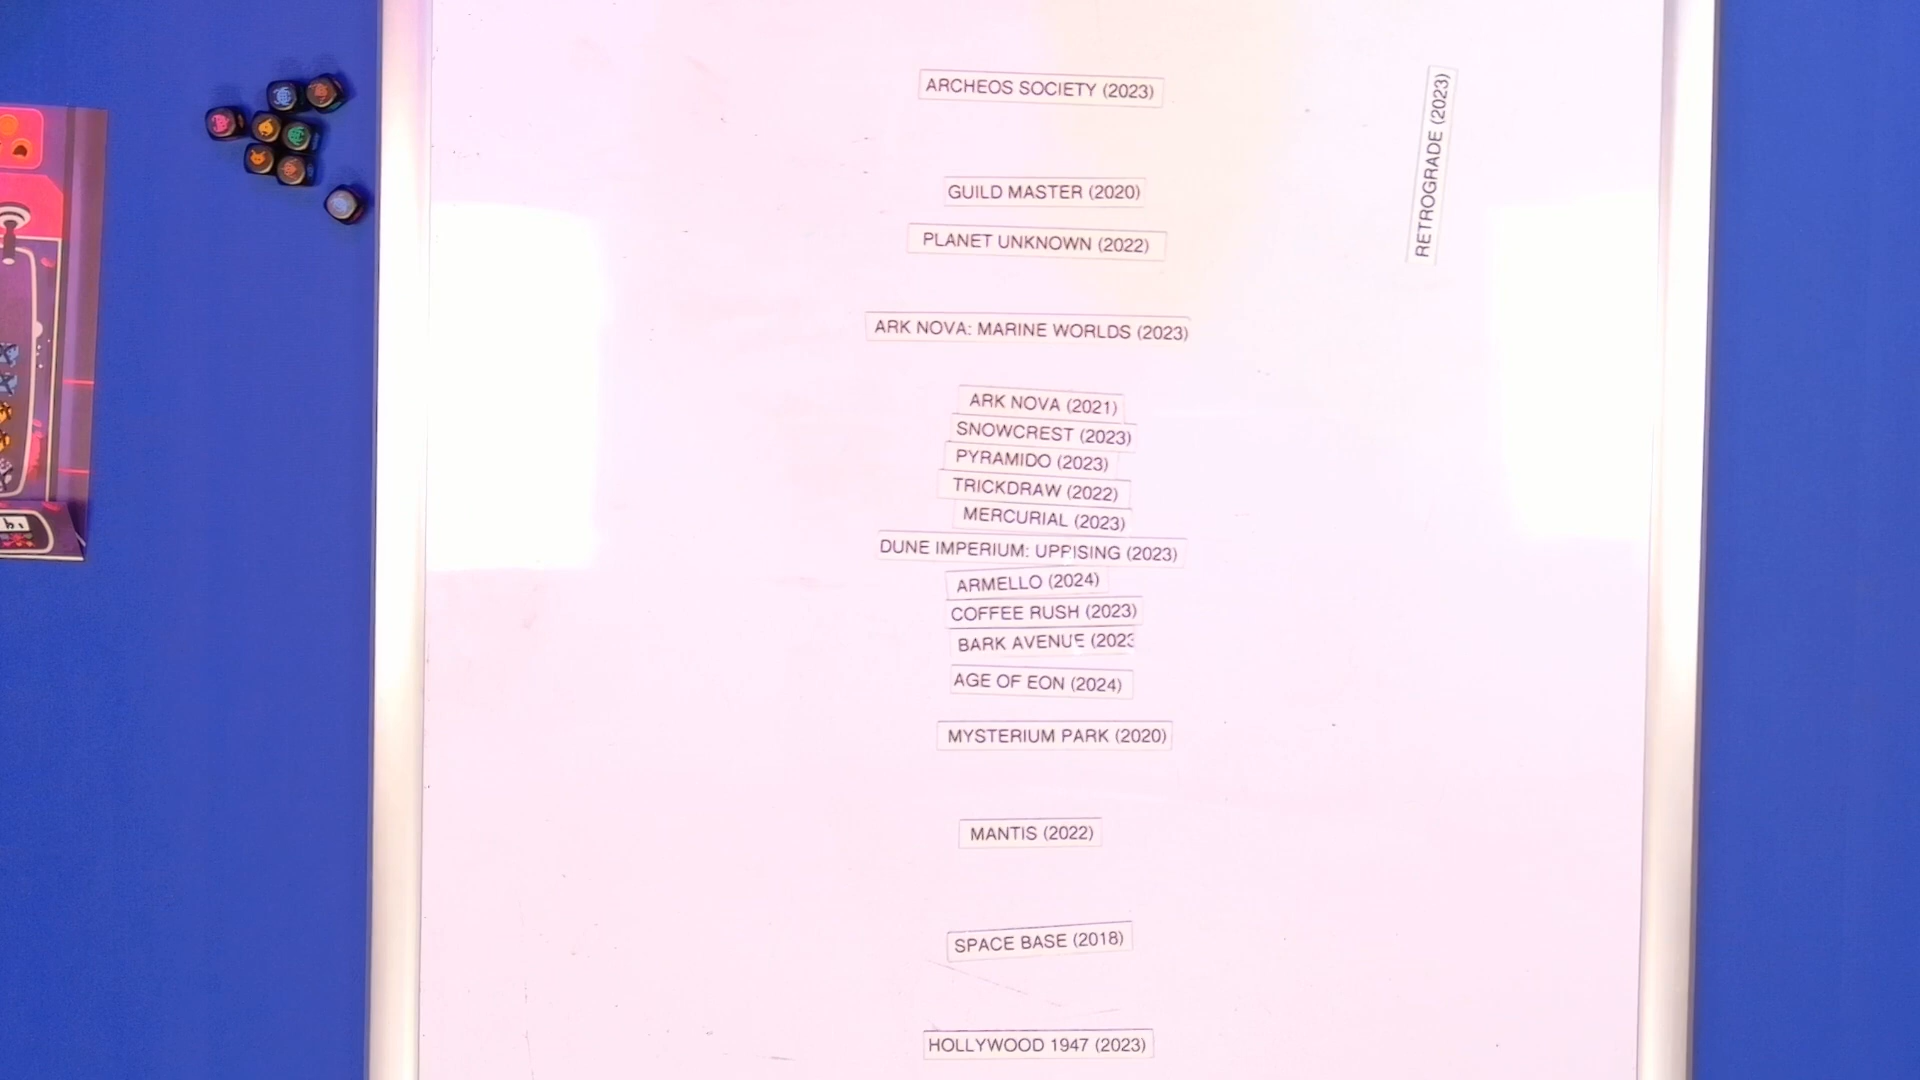 ARCHEOS SOCIETY (2023)
RETROGRADE (2023)
GUILD MASTER (2020)
PLANET UNKNOWN (2022)
ARK NOVA: MARINE WORLDS (2023)
ARK NOVA (2021)
SNOWCREST (2023)
PYRAMIDO (2023)
TRICKDRAW (2022)
MERCURIAL (2023)
DUNE IMPERIUM: UPRISING (2023)
ARMELLO (2024)
COFFEE RUSH (2023)
BARK AVENUE (2023
AGE OF EON (2024)
MYSTERIUM PARK (2020)
MANTIS (2022)
SPACE BASE (2018)
HOLLYWOOD 1947 (2023)